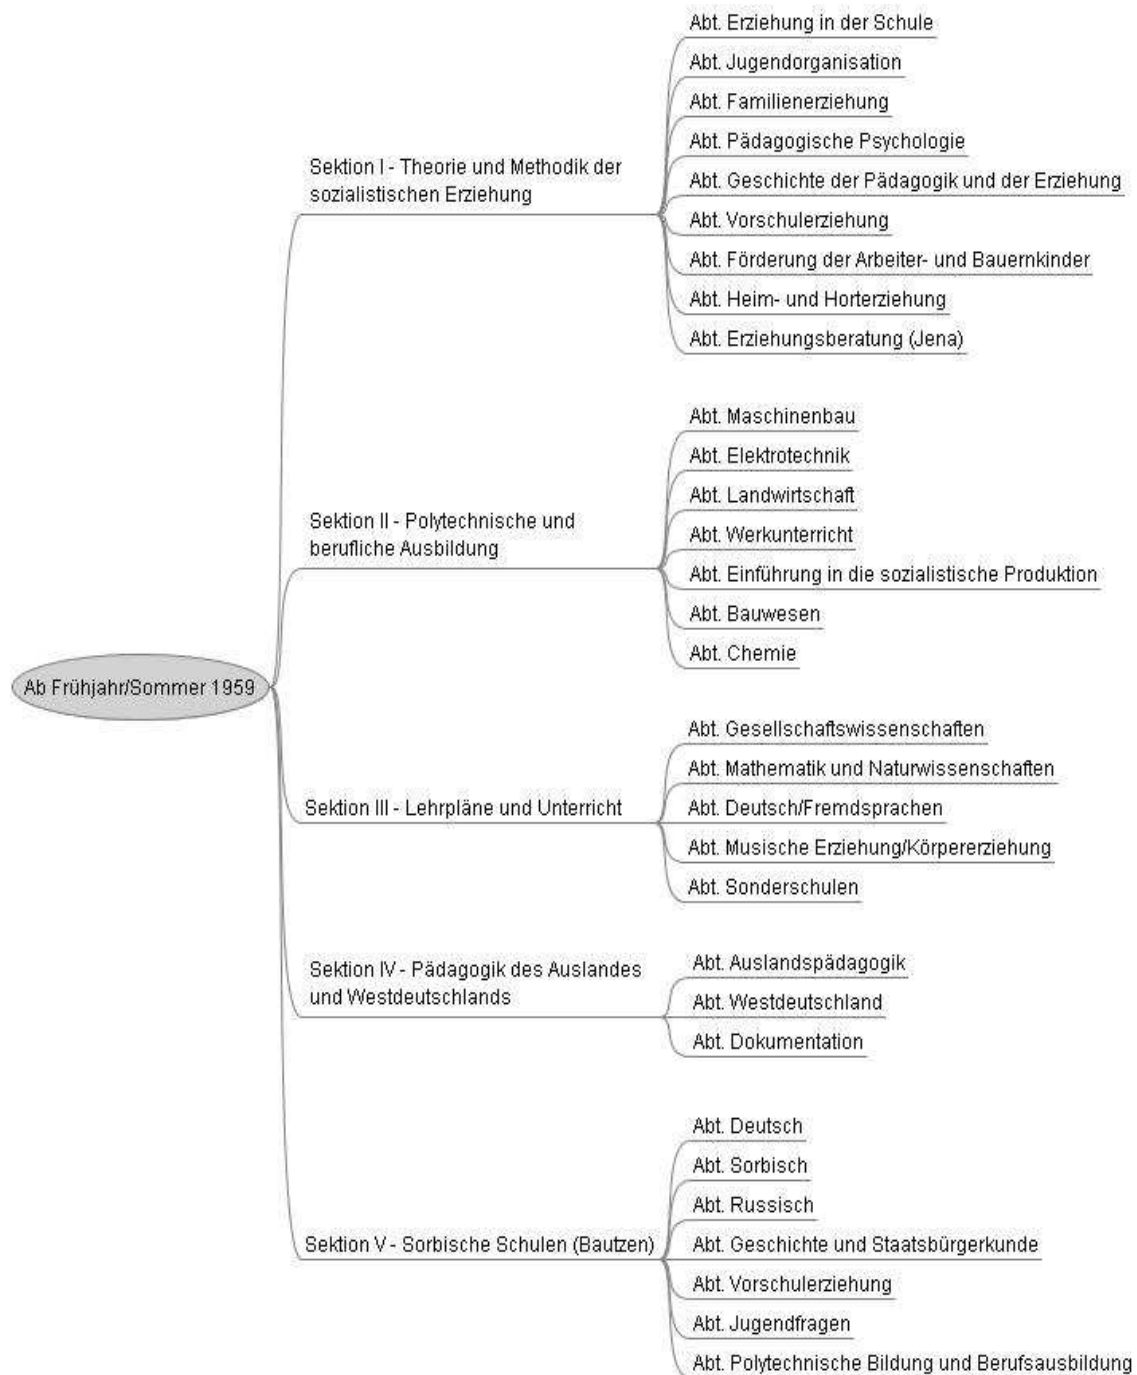 Ab Frühjahr/Sommer 1959
Sektion I - Theorie und Methodik der
sozialistischen Erziehung
Abt. Erziehung in der Schule
Abt. Jugendorganisation
Abt. Familienerziehung
Abt. Pädagogische Psychologie
Abt. Geschichte der Pädagogik und der Erziehung
Abt. Vorschulerziehung
Abt. Förderung der Arbeiter- und Bauernkinder
Abt. Heim- und Horterziehung
Abt. Erziehungsberatung (Jena)
Sektion II - Polytechnische und
berufliche Ausbildung
Abt. Maschinenbau
Abt. Elektrotechnik
Abt. Landwirtschaft
Abt. Werkunterricht
Abt. Einführung in die sozialistische Produktion
Abt. Bauwesen
Abt. Chemie
Sektion III - Lehrpläne und Unterricht
Abt. Gesellschaftswissenschaften
Abt. Mathematik und Naturwissenschaften
Abt. Deutsch/Fremdsprachen
Abt. Musische Erziehung/Körpererziehung
Abt. Sonderschulen
Sektion IV - Pädagogik des Auslandes
und Westdeutschlands
Abt. Auslandspädagogik
Abt. Westdeutschland
Abt. Dokumentation
Sektion V - Sorbische Schulen (Bautzen)
Abt. Deutsch
Abt. Sorbisch
Abt. Russisch
Abt. Geschichte und Staatsbürgerkunde
Abt. Vorschulerziehung
Abt. Jugendfragen
Abt. Polytechnische Bildung und Berufsausbildung